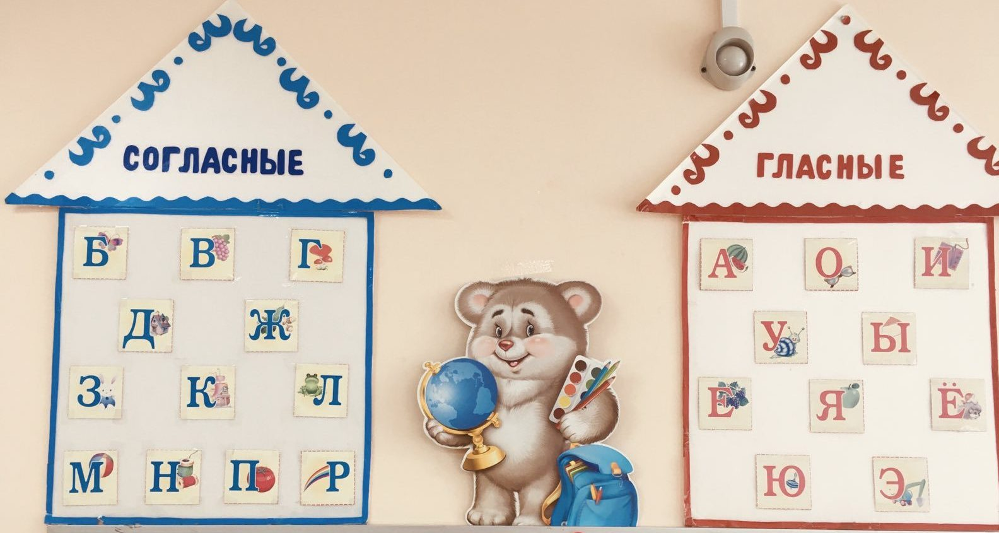 СОГЛАСНЫЕ
Б В Г
Д Ж
З К Л
М Н П Р
ГЛАСНЫЕ
А О И
У Ы
Е Я Ё
Ю Э